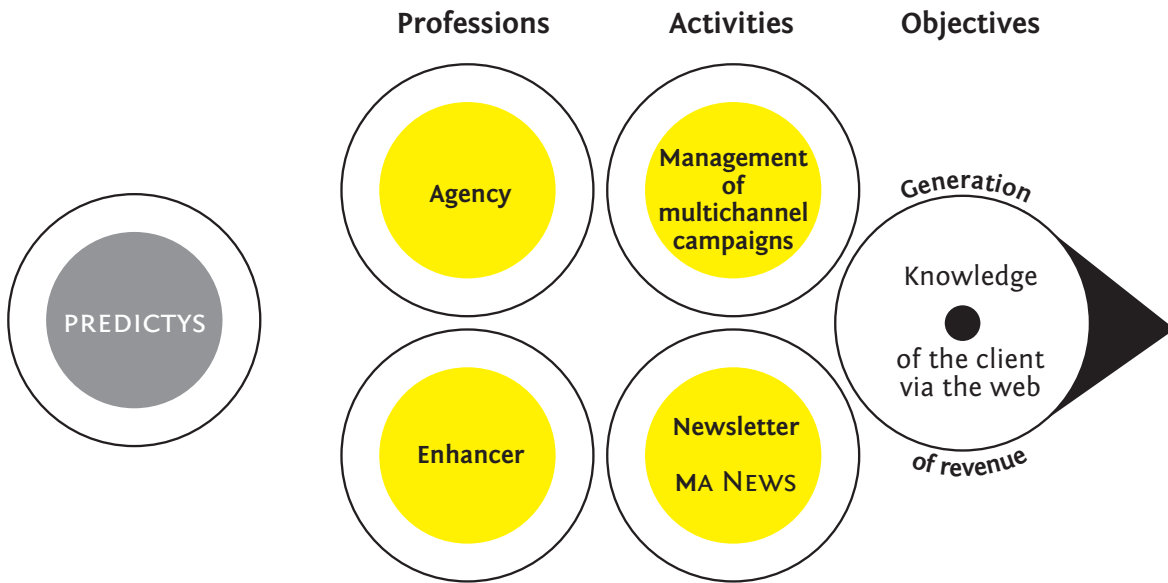 Professions
Activities
Objectives
PREDICTYS
Agency
Management
of
multichannel
campaigns
Enhancer
Newsletter
MA NEWS
Generation
Knowledge
of the client
via the web
of revenue